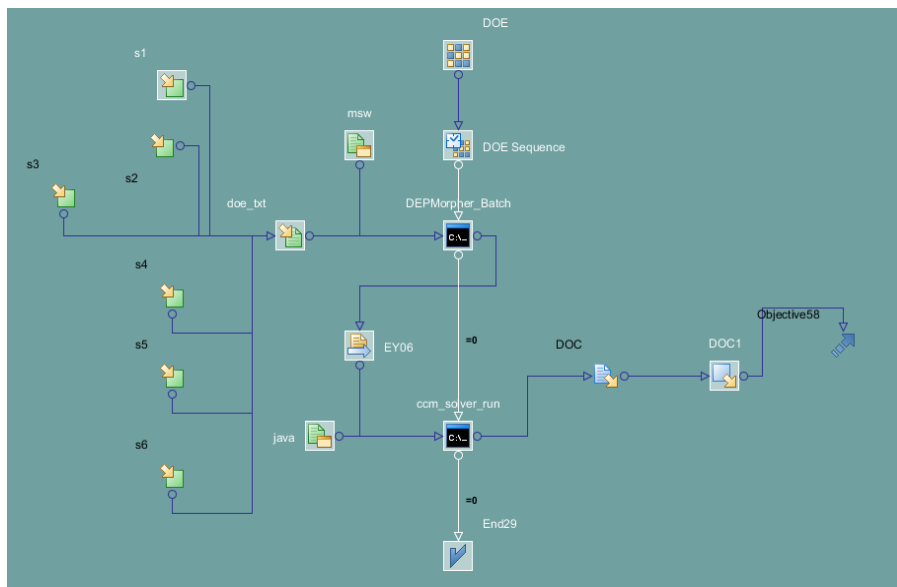 DOE
s1
msw
DOE Sequence
s3
s2
doe_txt
DEPMorpher_Batch
s4
Objective58
=0
s5
EY06
DOC
DOC1
ccm_solver_run
java
s6
=0
End29
C:\_
C:\_